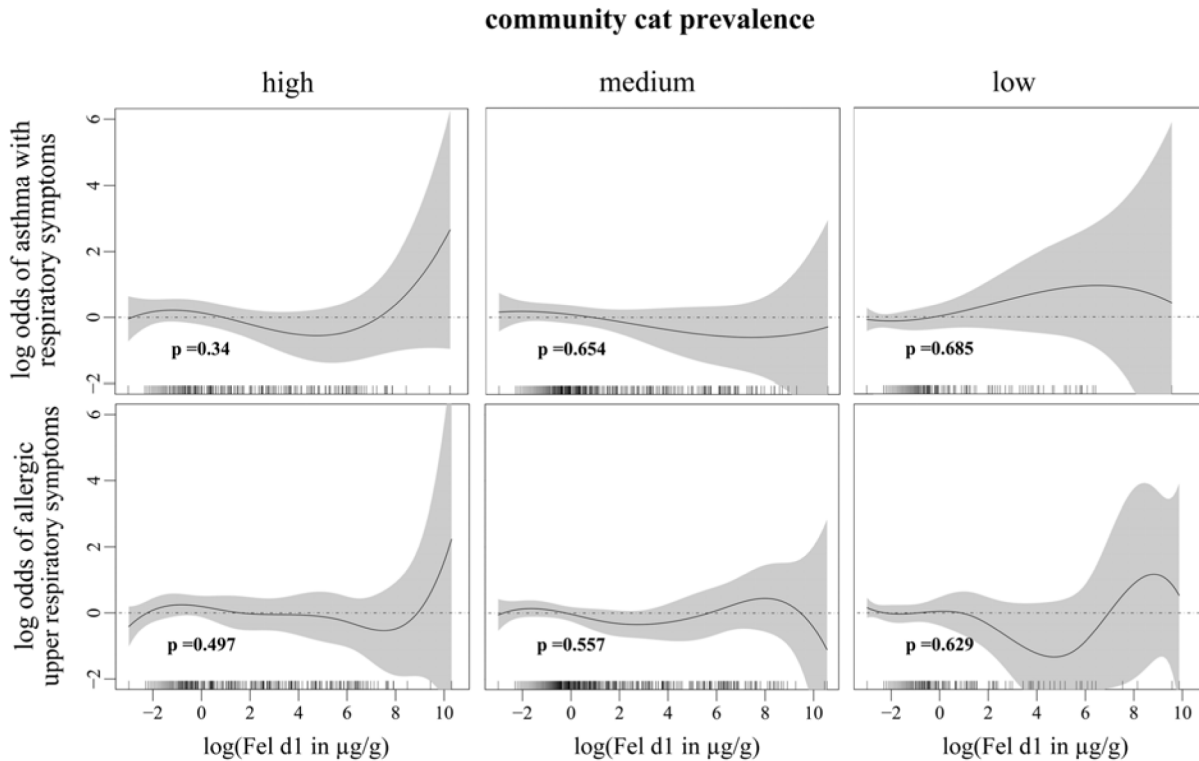 community cat prevalence
high
medium
low
log odds of asthma with
respiratory symptoms
6
4
2
0
−2
p =0.34
p =0.654
p =0.685
log odds of allergic
upper respiratory symptoms
6
4
2
0
−2
p =0.497
p =0.557
p =0.629
−2 0 2 4 6 8 10
−2 0 2 4 6 8 10
−2 0 2 4 6 8 10
log(Fel d1 in μg/g)
log(Fel d1 in μg/g)
log(Fel d1 in μg/g)